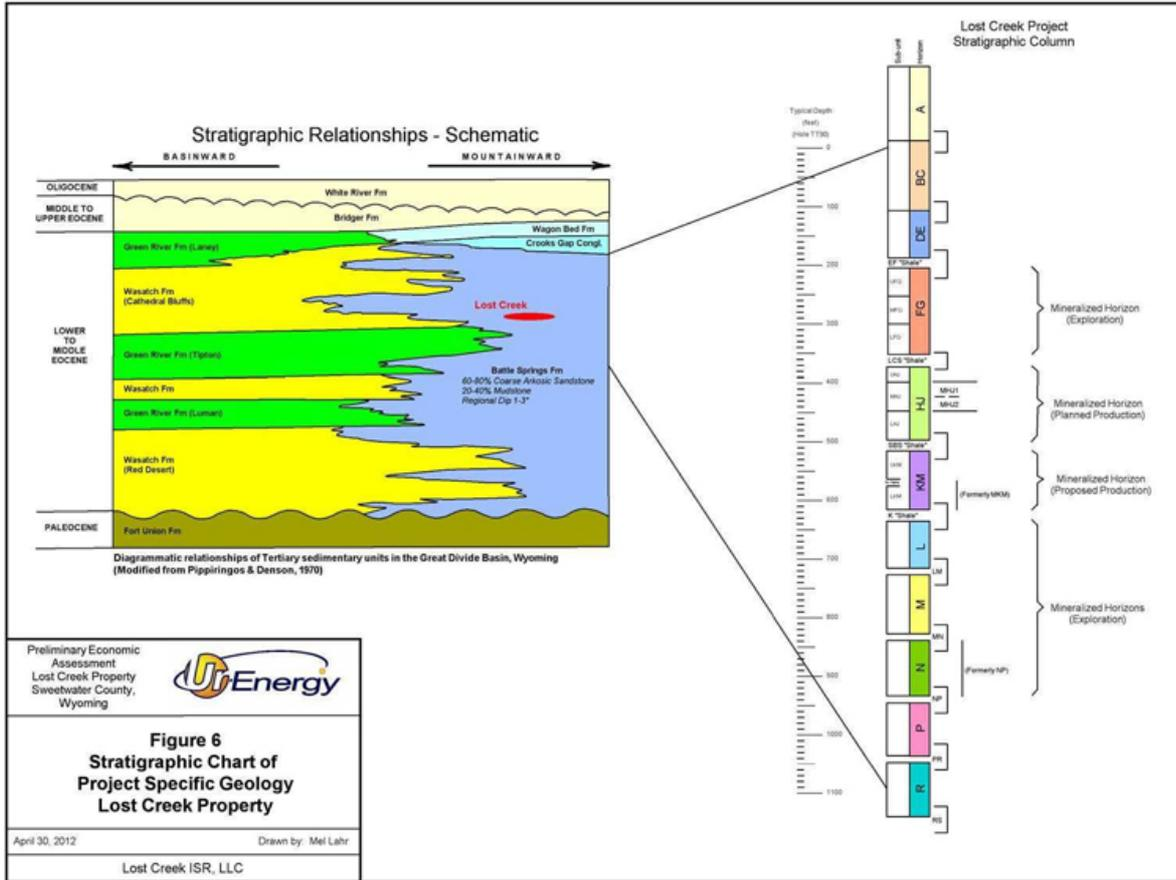 Lost Creek Project
Stratigraphic Column
Sub-unit
Horizon
Typical Depth
(feet)
(Hole TT90)
0
100
200
300
400
500
600
700
800
1000
1100
A
BC
DE
EF "Shale"
UFG
MFG
LFG
FG
LCS "Shale"
UHJ
MHJ
LHJ
HJ
MHJ1
MHJ2
SBS "Shale"
UKM
LKM
KM
(Formerly MKM)
K "Shale"
L
LM
M
MN
N
(Formerly NP)
NP
P
PR
R
RS
Mineralized Horizon
(Exploration)
Mineralized Horizon
(Planned Production)
Mineralized Horizon
(Proposed Production)
Mineralized Horizons
(Exploration)
Stratigraphic Relationships - Schematic
BASINWARD
MOUNTAINWARD
OLIGOCENE
MIDDLE TO
UPPER EOCENE
LOWER
TO
MIDDLE
EOCENE
PALEOCENE
White River Fm
Bridger Fm
Wagon Bed Fm
Crooks Gap Congl.
Green River Fm (Laney)
Wasatch Fm
(Cathedral Bluffs)
Lost Creek
Green River Fm (Tipton)
Battle Springs Fm
60-80% Coarse Arkosic Sandstone
20-40% Mudstone
Regional Dip 1-3°
Wasatch Fm
Green River Fm (Luman)
Wasatch Fm
(Red Desert)
Fort Union Fm
Diagrammatic relationships of Tertiary sedimentary units in the Great Divide Basin, Wyoming
(Modified from Pippiringos & Denson, 1970)
Preliminary Economic
Assessment
Lost Creek Property
Sweetwater County,
Wyoming
Ur Energy
Figure 6
Stratigraphic Chart of
Project Specific Geology
Lost Creek Property
April 30, 2012
Drawn by: Mel Lahr
Lost Creek ISR, LLC